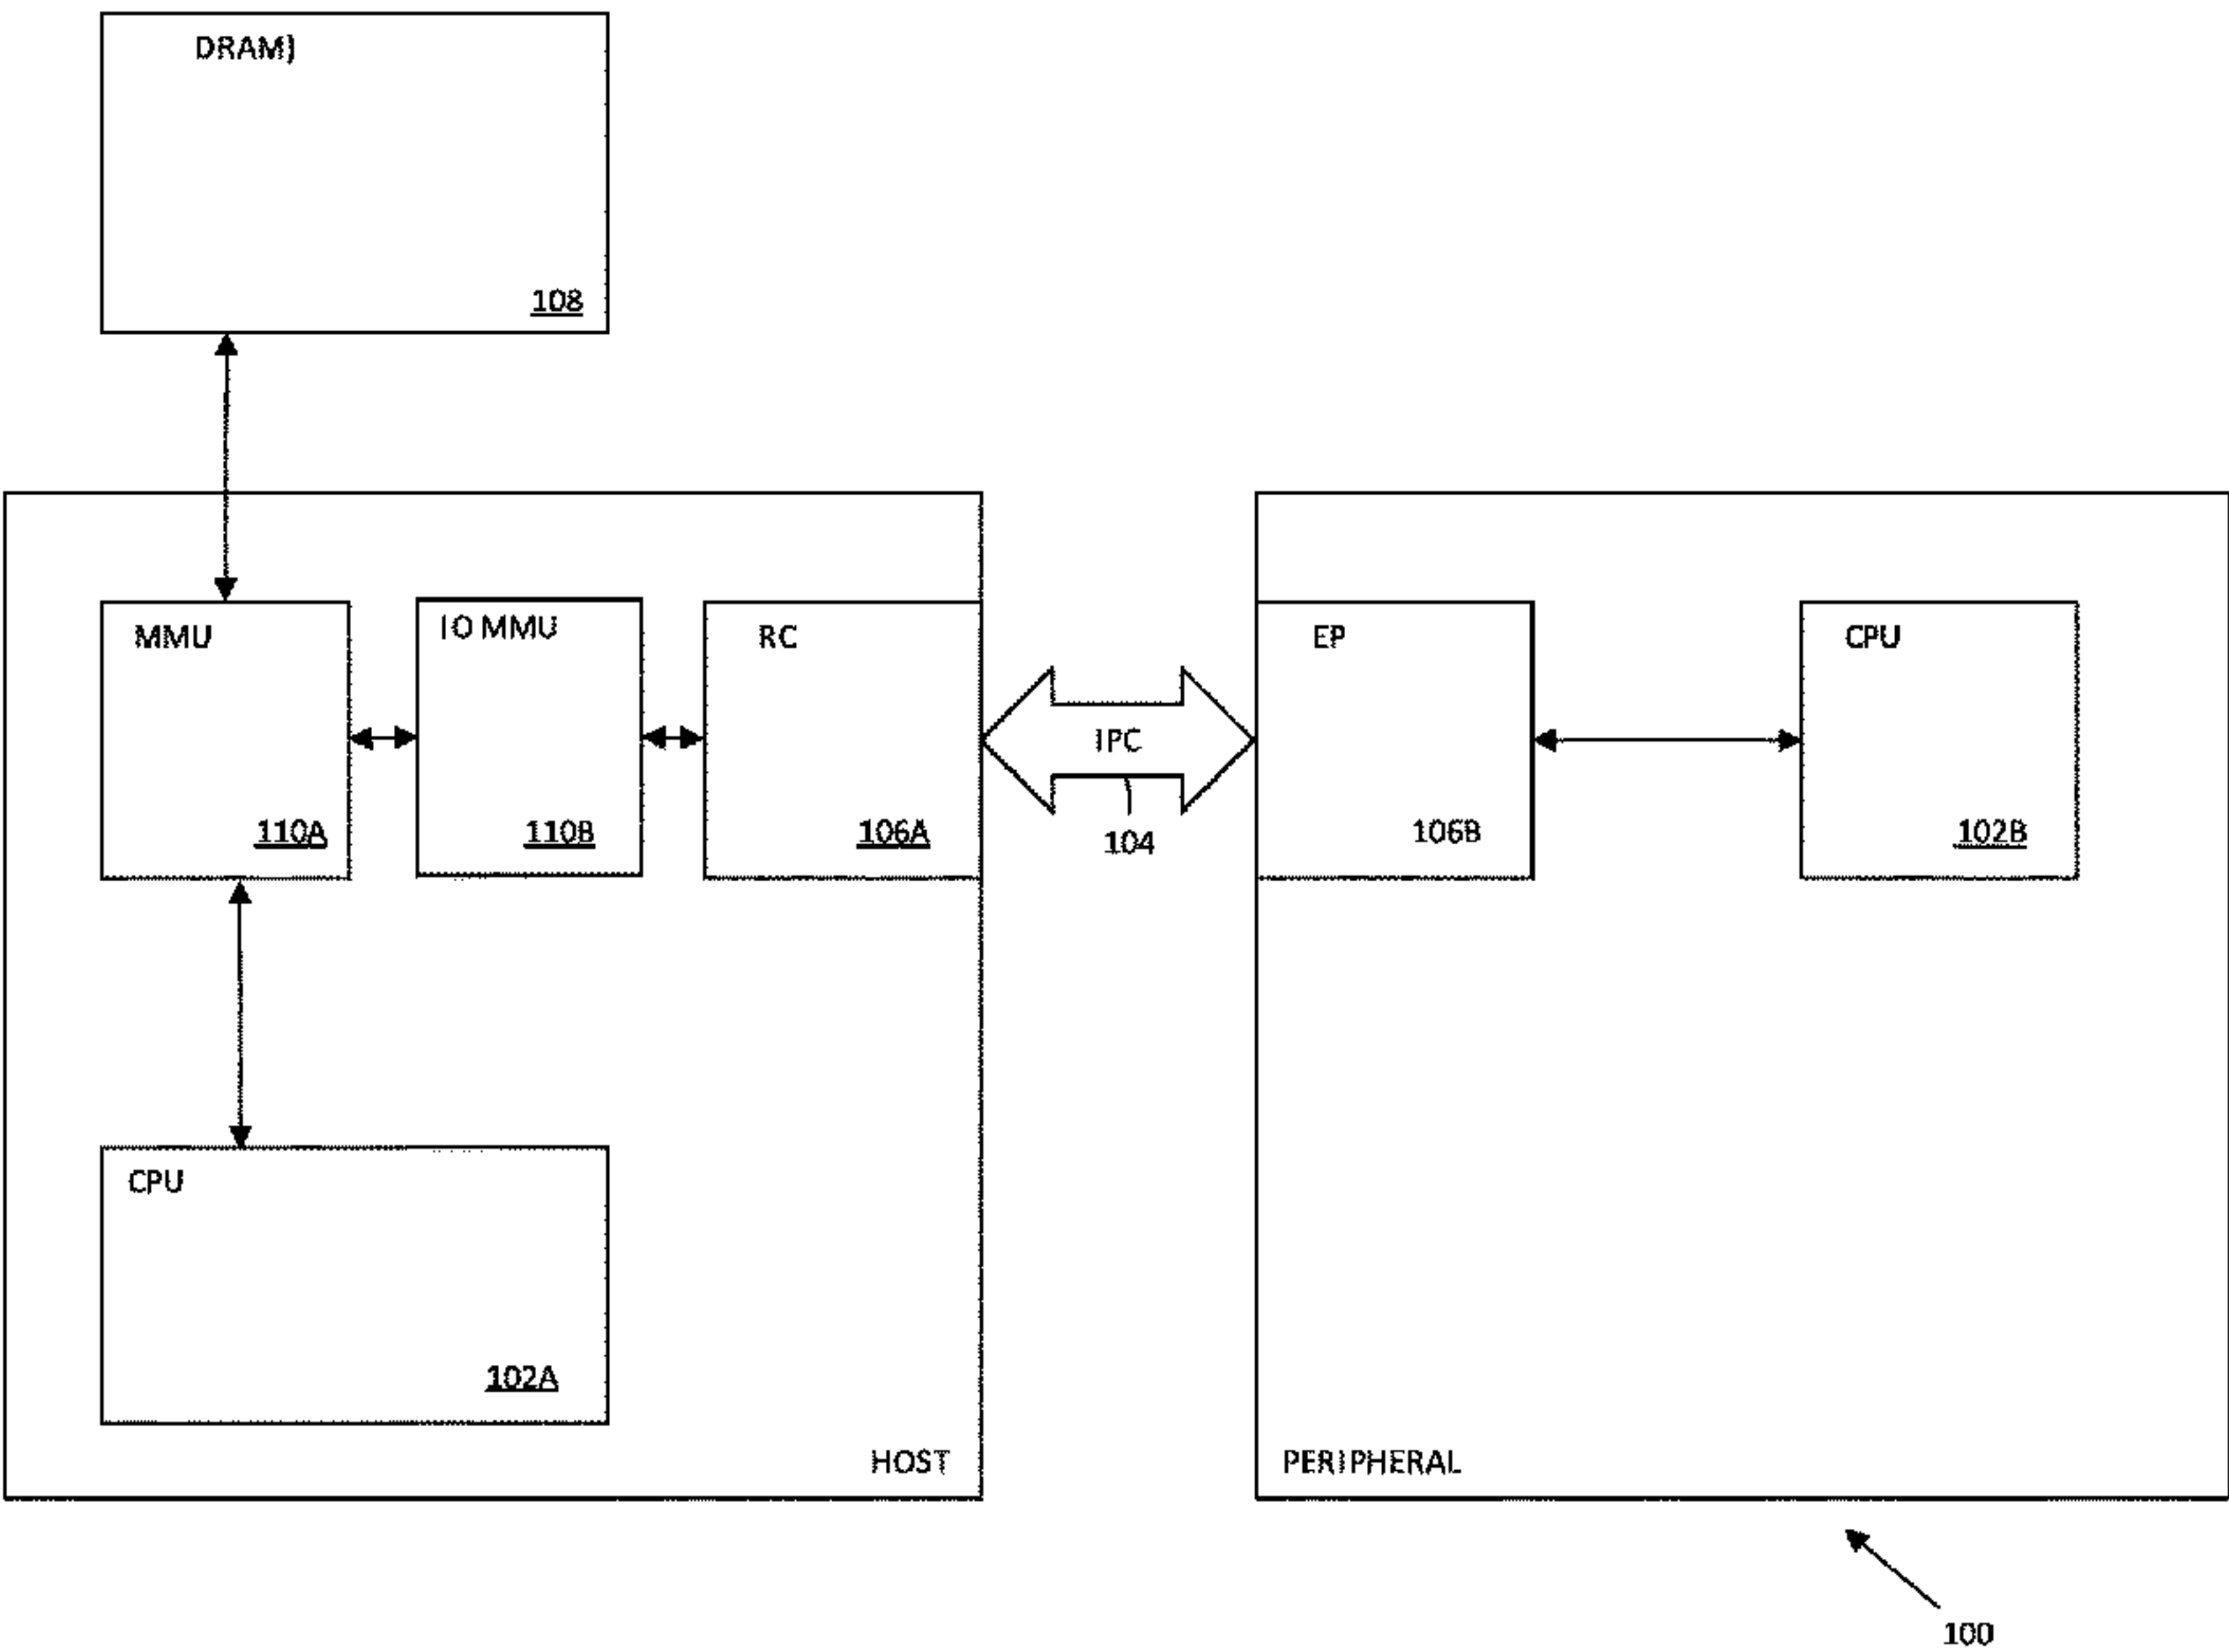 DRAM)
108
MMU
110A
IO MMU
110B
RC
106A
IPC
104
EP
106B
CPU
102B
CPU
102A
HOST
PERIPHERAL
100